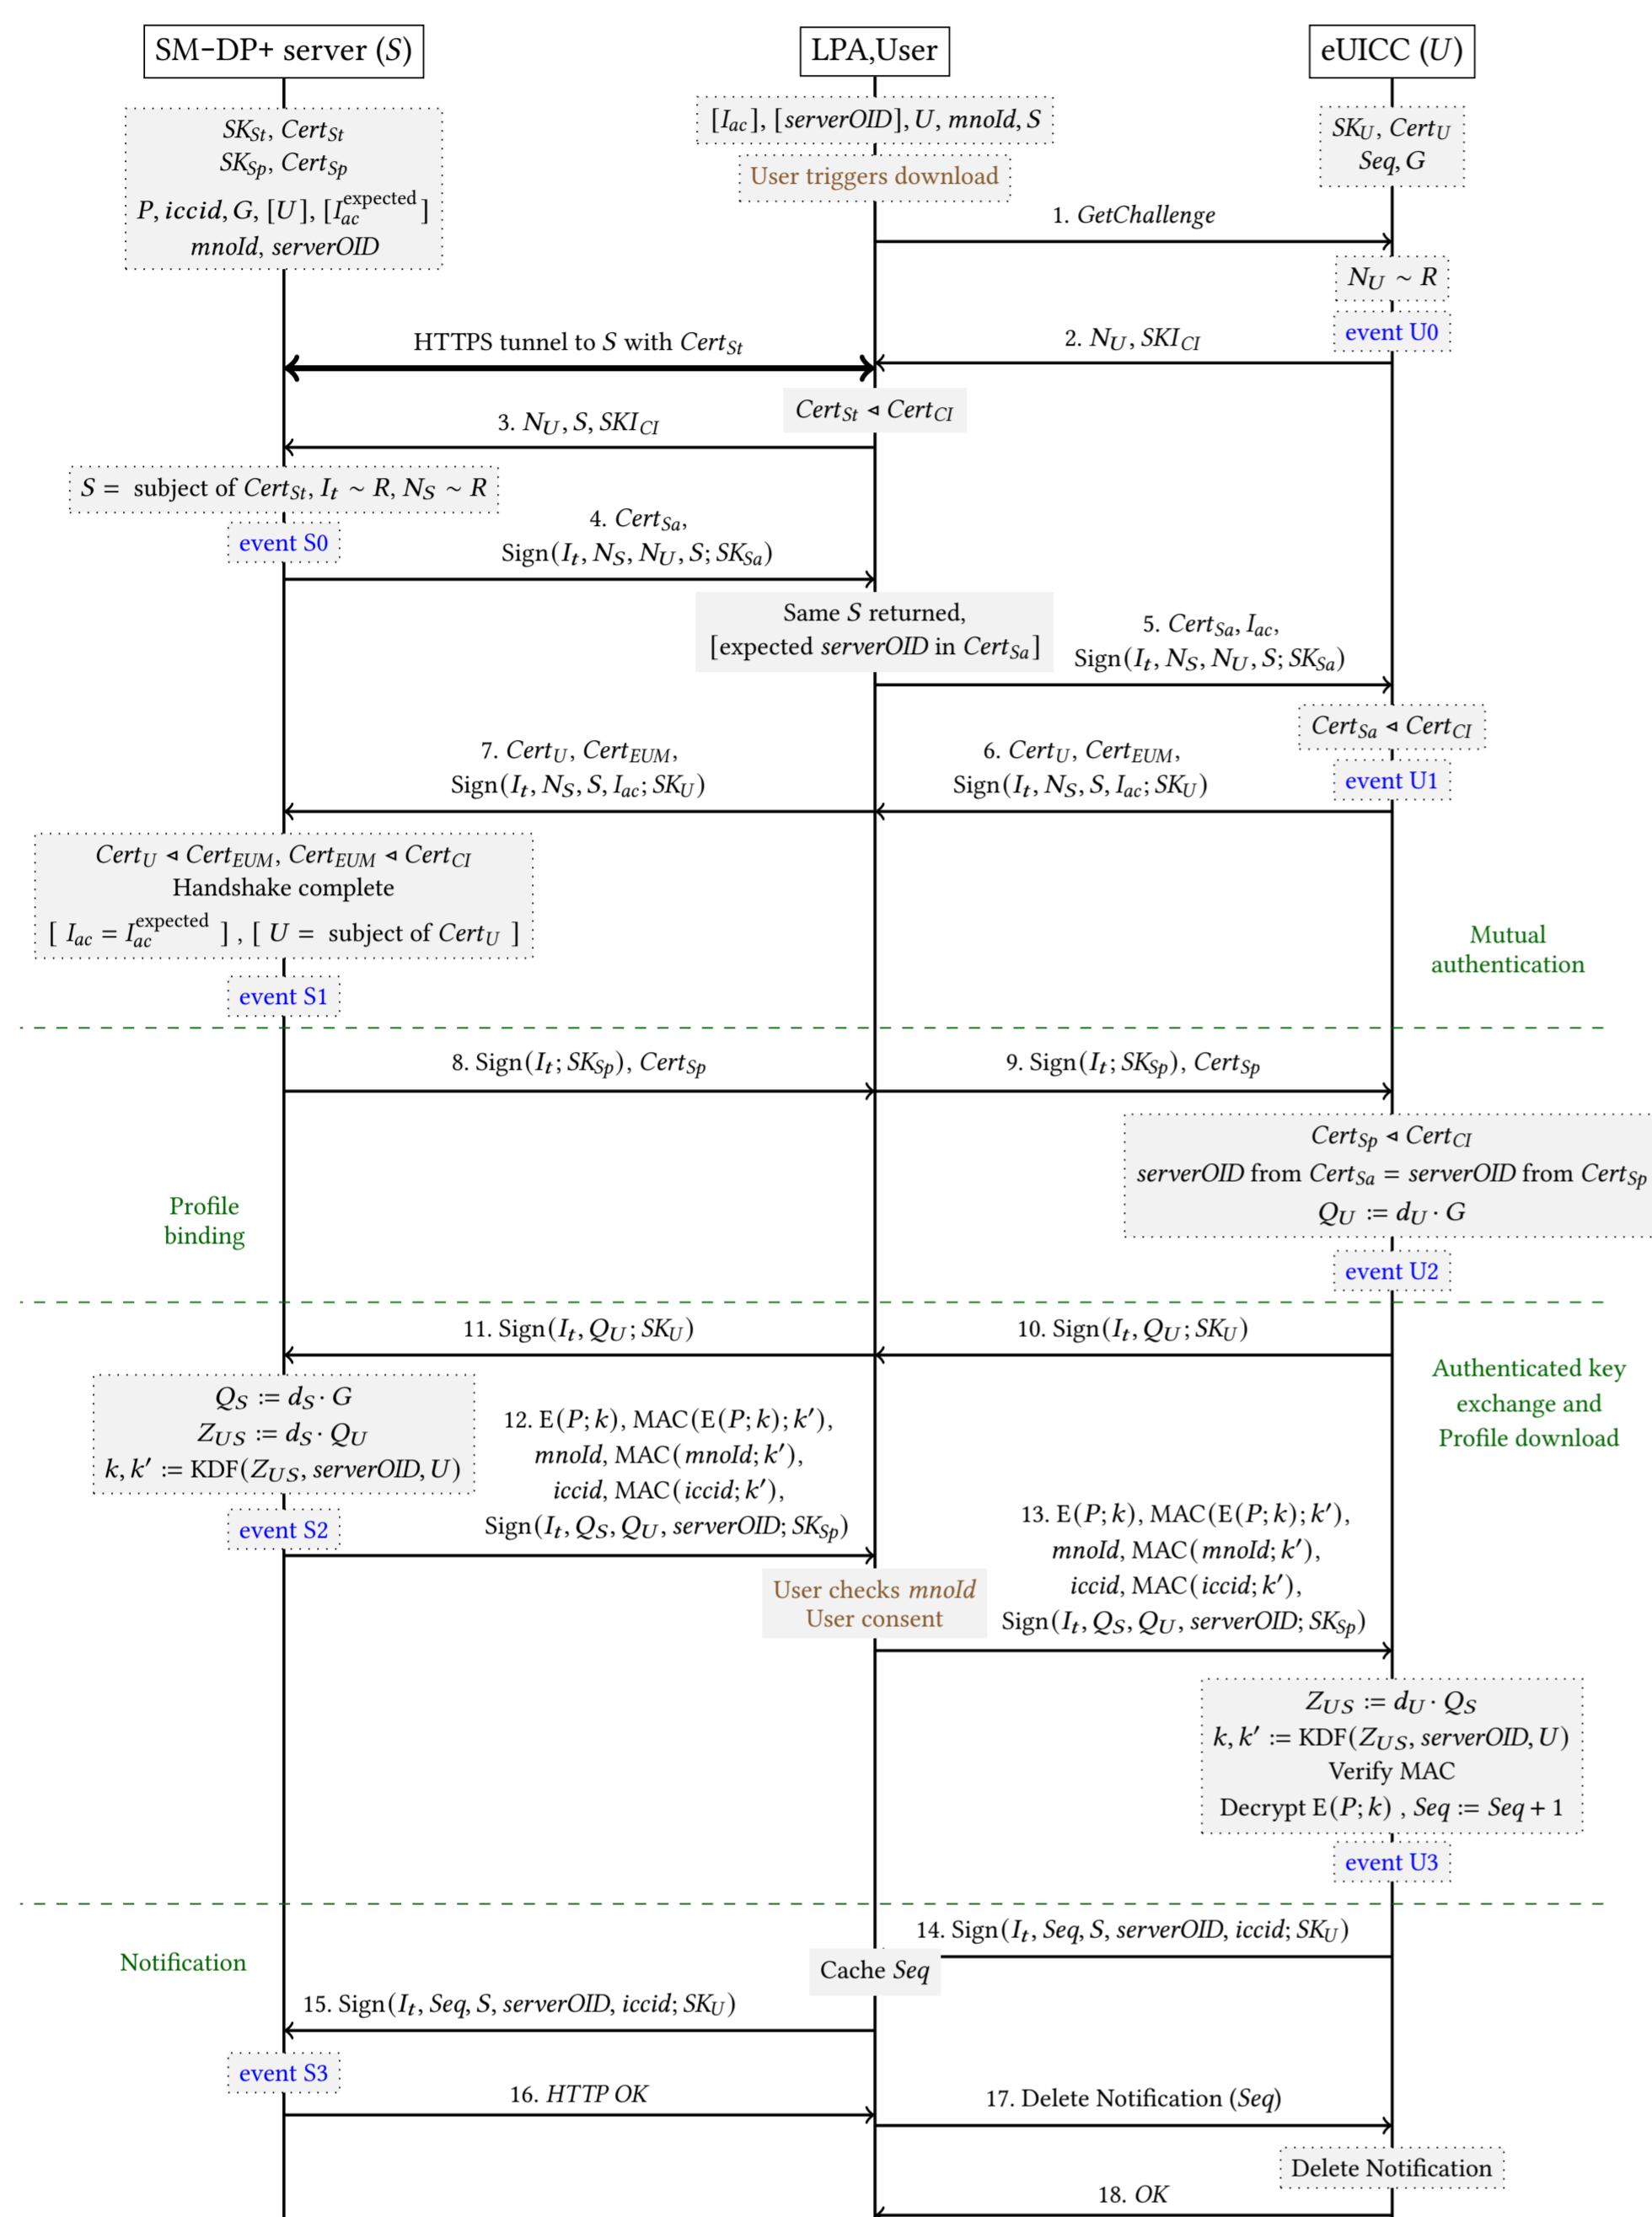 SM-DP+ server (S)
LPA,User
eUICC (U)
SK_St, Cert_St
SK_Sp, Cert_Sp
P, iccid, G, [U], [I_ac^expected]
mnoId, serverOID
[I_ac], [serverOID], U, mnoId, S
User triggers download
SK_U, Cert_U
Seq, G
1. GetChallenge
N_U ∼ R
event U0
2. N_U, SKI_CI
HTTPS tunnel to S with Cert_St
Cert_St ◃ Cert_CI
3. N_U, S, SKI_CI
S = subject of Cert_St, I_t ∼ R, N_S ∼ R
event S0
4. Cert_Sa,
Sign(I_t, N_S, N_U, S; SK_Sa)
Same S returned,
[expected serverOID in Cert_Sa]
5. Cert_Sa, I_ac,
Sign(I_t, N_S, N_U, S; SK_Sa)
Cert_Sa ◃ Cert_CI
event U1
6. Cert_U, Cert_EUM,
Sign(I_t, N_S, S, I_ac; SK_U)
7. Cert_U, Cert_EUM,
Sign(I_t, N_S, S, I_ac; SK_U)
Cert_U ◃ Cert_EUM, Cert_EUM ◃ Cert_CI
Handshake complete
[ I_ac = I_ac^expected ] , [ U = subject of Cert_U ]
event S1
Mutual
authentication
8. Sign(I_t; SK_Sp), Cert_Sp
9. Sign(I_t; SK_Sp), Cert_Sp
Cert_Sp ◃ Cert_CI
serverOID from Cert_Sa = serverOID from Cert_Sp
Q_U := d_U · G
event U2
Profile
binding
10. Sign(I_t, Q_U; SK_U)
11. Sign(I_t, Q_U; SK_U)
Authenticated key
exchange and
Profile download
Q_S := d_S · G
Z_US := d_S · Q_U
k, k′ := KDF(Z_US, serverOID, U)
event S2
12. E(P; k), MAC(E(P; k); k′),
mnoId, MAC(mnoId; k′),
iccid, MAC(iccid; k′),
Sign(I_t, Q_S, Q_U, serverOID; SK_Sp)
User checks mnoId
User consent
13. E(P; k), MAC(E(P; k); k′),
mnoId, MAC(mnoId; k′),
iccid, MAC(iccid; k′),
Sign(I_t, Q_S, Q_U, serverOID; SK_Sp)
Z_US := d_U · Q_S
k, k′ := KDF(Z_US, serverOID, U)
Verify MAC
Decrypt E(P; k) , Seq := Seq + 1
event U3
14. Sign(I_t, Seq, S, serverOID, iccid; SK_U)
Notification
Cache Seq
15. Sign(I_t, Seq, S, serverOID, iccid; SK_U)
event S3
16. HTTP OK
17. Delete Notification (Seq)
Delete Notification
18. OK